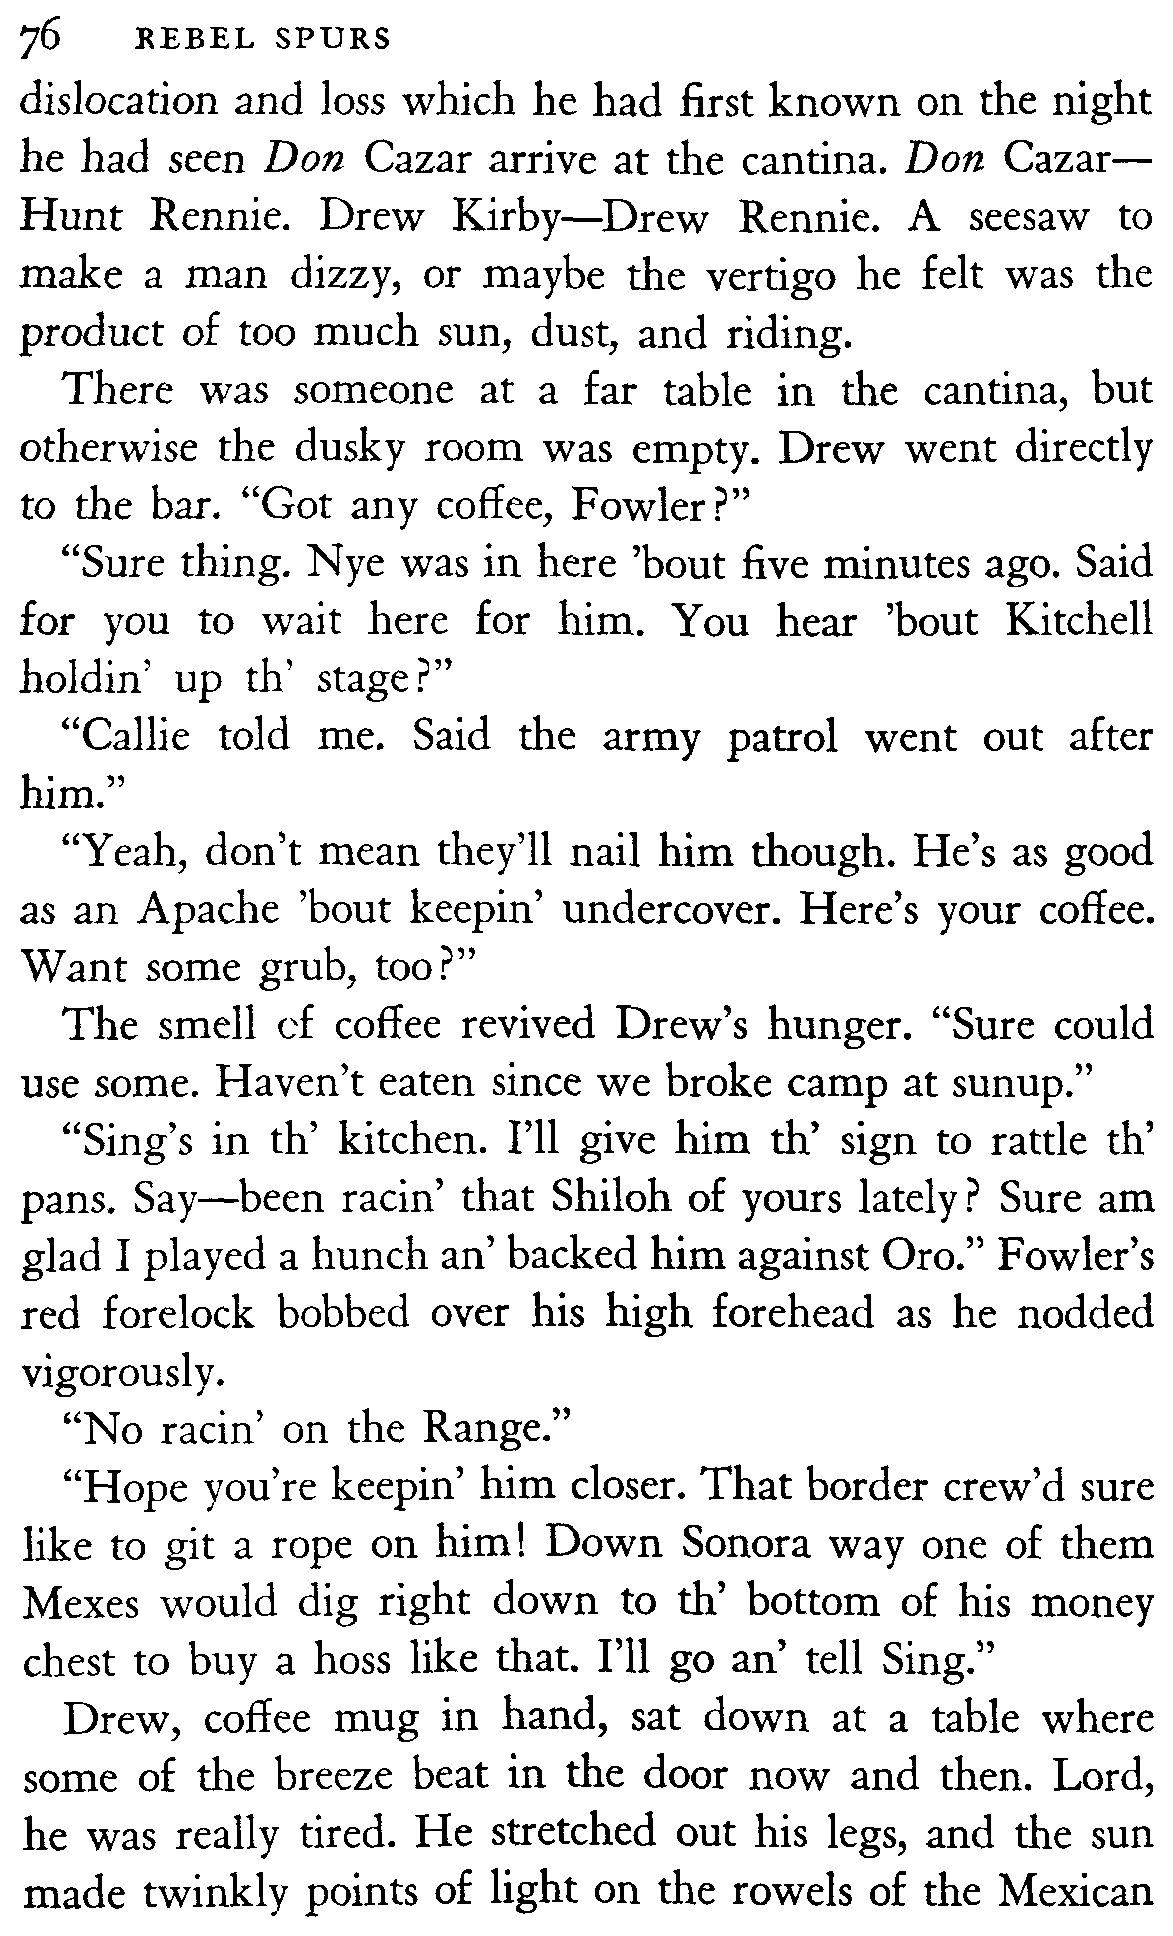 76 REBEL SPURS
dislocation and loss which he had first known on the night
he had seen Don Cazar arrive at the cantina. Don Cazar—
Hunt Rennie. Drew Kirby—Drew Rennie. A seesaw to
make a man dizzy, or maybe the vertigo he felt was the
product of too much sun, dust, and riding.
There was someone at a far table in the cantina, but
otherwise the dusky room was empty. Drew went directly
to the bar. “Got any coffee, Fowler?”
“Sure thing. Nye was in here ’bout five minutes ago. Said
for you to wait here for him. You hear ’bout Kitchell
holdin’ up th’ stage?”
“Callie told me. Said the army patrol went out after
him.”
“Yeah, don’t mean they’ll nail him though. He’s as good
as an Apache ’bout keepin’ undercover. Here’s your coffee.
Want some grub, too?”
The smell of coffee revived Drew’s hunger. “Sure could
use some. Haven’t eaten since we broke camp at sunup.”
“Sing’s in th’ kitchen. I’ll give him th’ sign to rattle th’
pans. Say—been racin’ that Shiloh of yours lately? Sure am
glad I played a hunch an’ backed him against Oro.” Fowler’s
red forelock bobbed over his high forehead as he nodded
vigorously.
“No racin’ on the Range.”
“Hope you’re keepin’ him closer. That border crew’d sure
like to git a rope on him! Down Sonora way one of them
Mexes would dig right down to th’ bottom of his money
chest to buy a hoss like that. I’ll go an’ tell Sing.”
Drew, coffee mug in hand, sat down at a table where
some of the breeze beat in the door now and then. Lord,
he was really tired. He stretched out his legs, and the sun
made twinkly points of light on the rowels of the Mexican